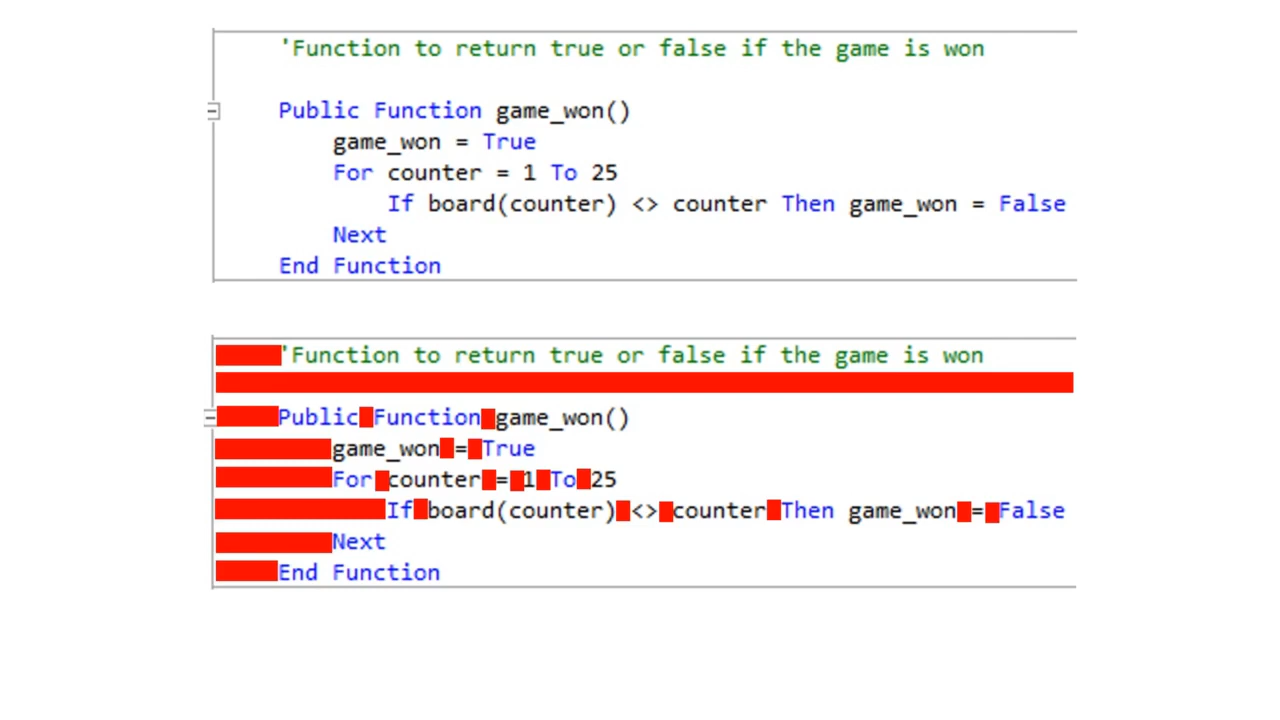 'Function to return true or false if the game is won
Public Function game_won()
game_won = True
For counter = 1 To 25
If board(counter) <> counter Then game_won = False
Next
End Function
'Function to return true or false if the game is won
Public Function game_won()
game_won = True
For counter = 1 To 25
If board(counter) <> counter Then game_won = False
Next
End Function